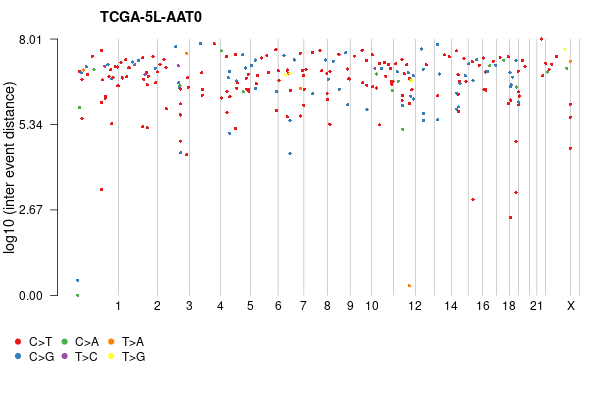 TCGA-5L-AAT0
8.01
5.34
2.67
0.00
log10 (inter event distance)
1 2 3 4 5 6 7 8 9 10 12 14 16 18 21 X
C>T C>A T>A
C>G T>C T>G